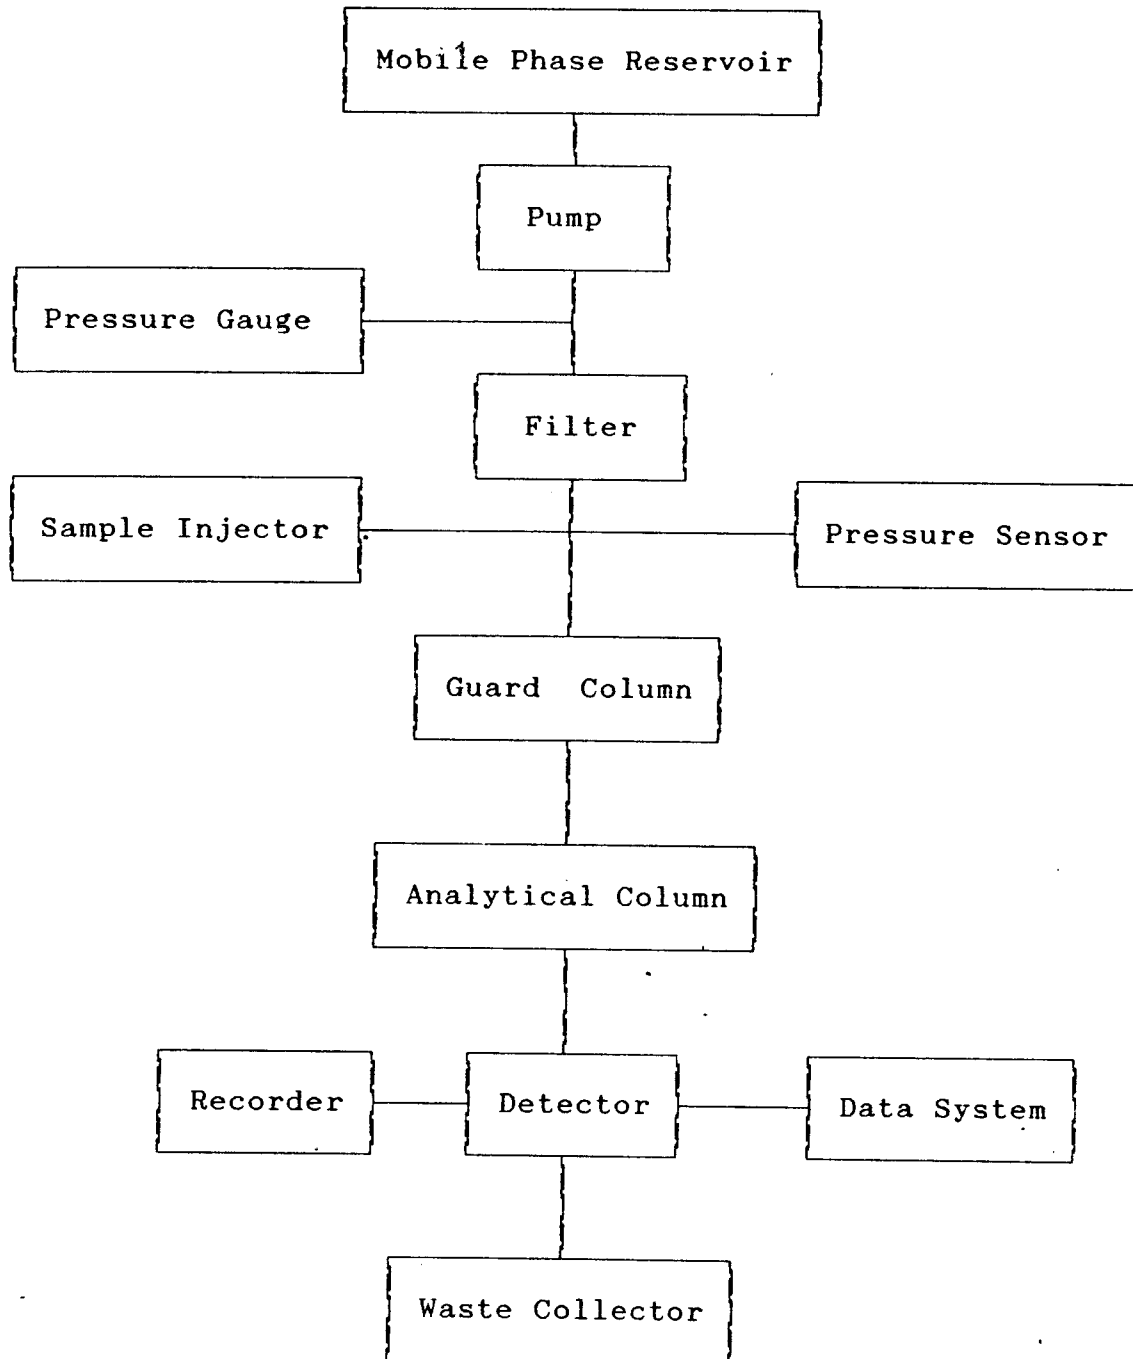 Mobile Phase Reservoir
Pump
Pressure Gauge
Filter
Sample Injector
Pressure Sensor
Guard Column
Analytical Column
Recorder
Detector
Data System
Waste Collector